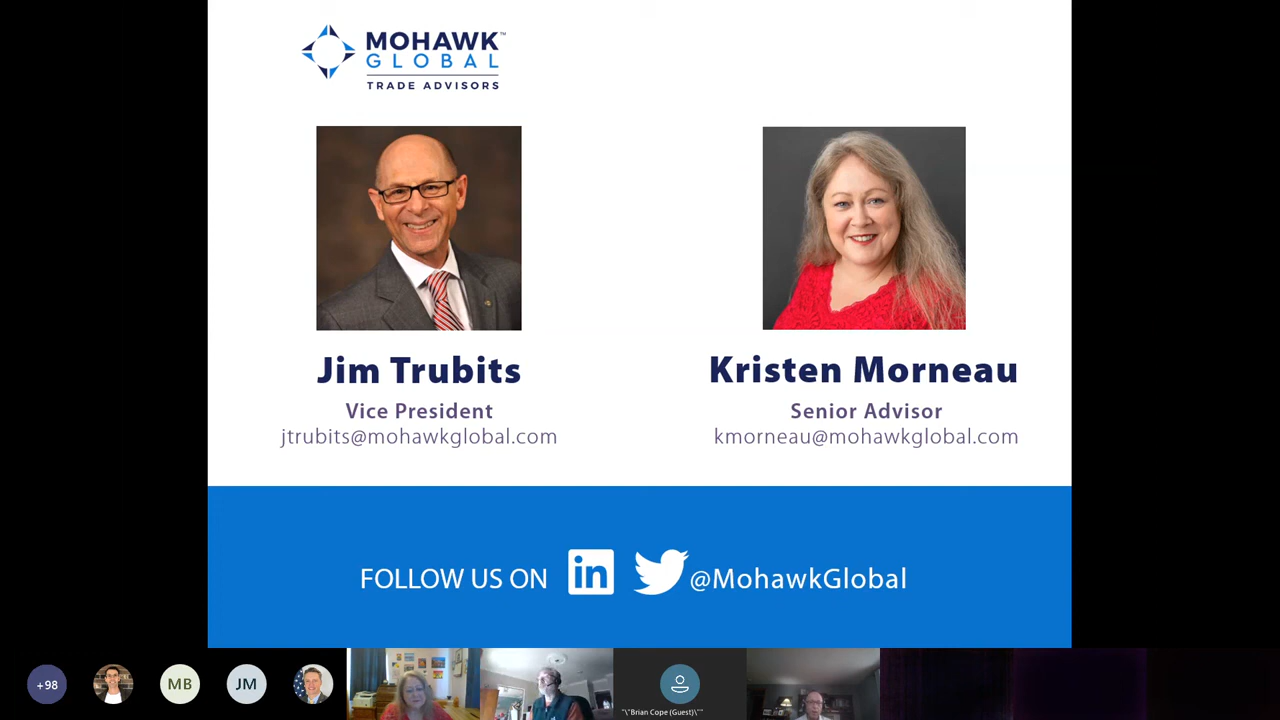 MOHAWK™
GLOBAL
TRADE ADVISORS
Jim Trubits
Vice President
jtrubits@mohawkglobal.com
Kristen Morneau
Senior Advisor
kmorneau@mohawkglobal.com
FOLLOW US ON in @MohawkGlobal
+98
MB
JM
"\"Brian Cope (Guest)\""